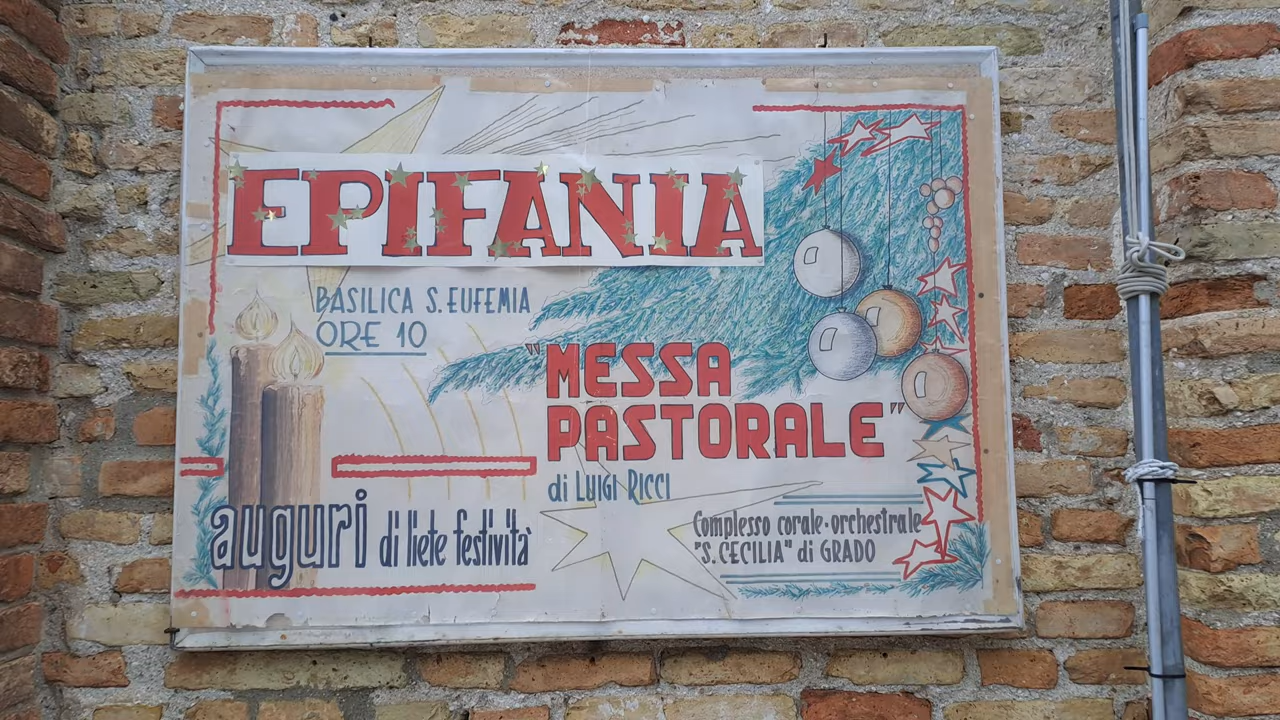 EPIFANIA
BASILICA S. EUFEMIA
ORE 10
"MESSA
PASTORALE"
di LUIGI RICCI
auguri di liete festività
Complesso corale-orchestrale
"S. CECILIA" di GRADO